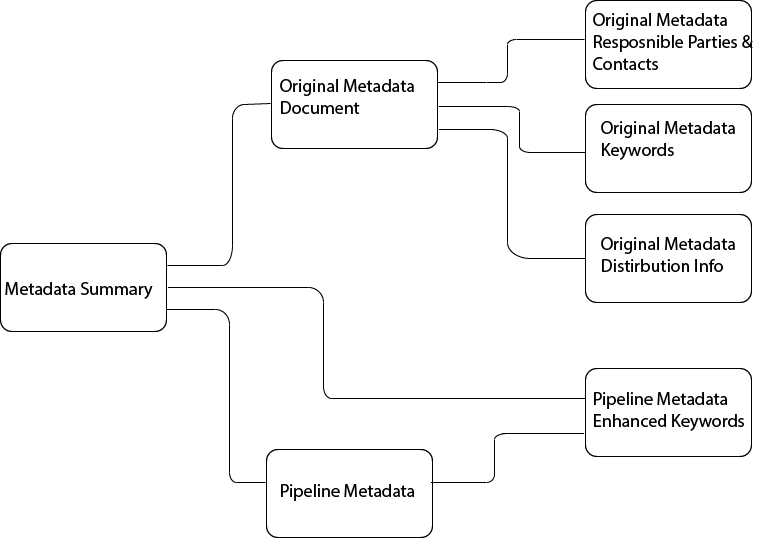 Original Metadata
Resposnible Parties &
Contacts
Original Metadata
Document
Original Metadata
Keywords
Original Metadata
Distirbution Info
Metadata Summary
Pipeline Metadata
Enhanced Keywords
Pipeline Metadata